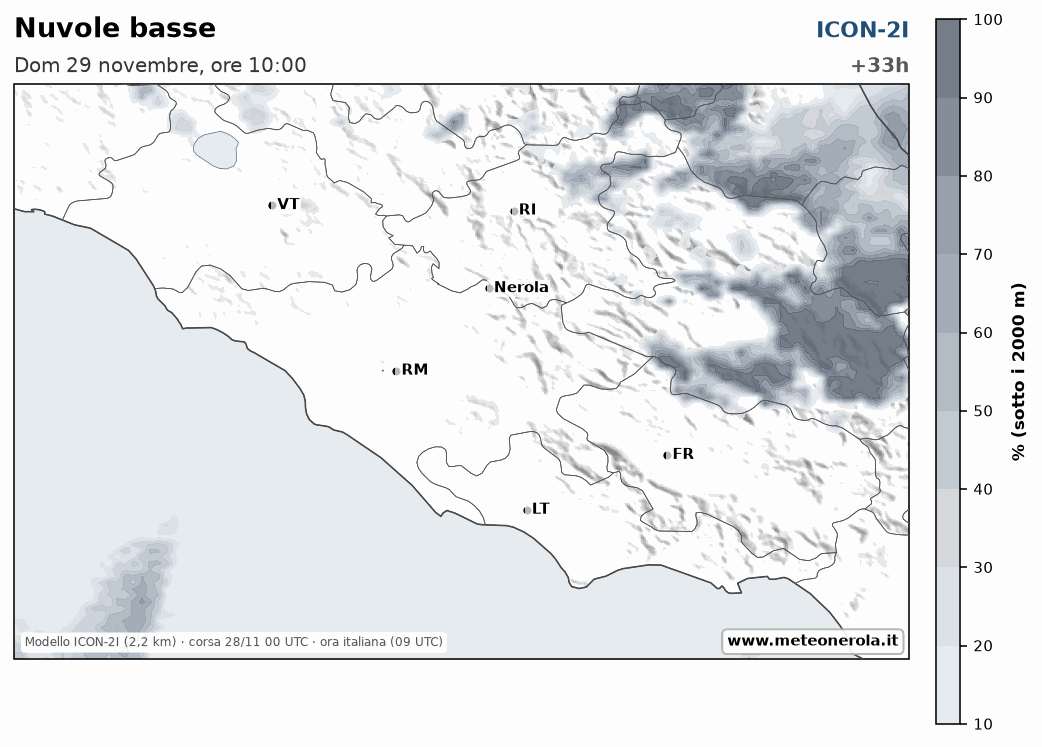 Nuvole basse
ICON-2I
Dom 29 novembre, ore 10:00
+33h
VT
RI
Nerola
RM
FR
LT
Modello ICON-2I (2,2 km) · corsa 28/11 00 UTC · ora italiana (09 UTC)
www.meteonerola.it
100
90
80
70
60
50
40
30
20
10
% (sotto i 2000 m)